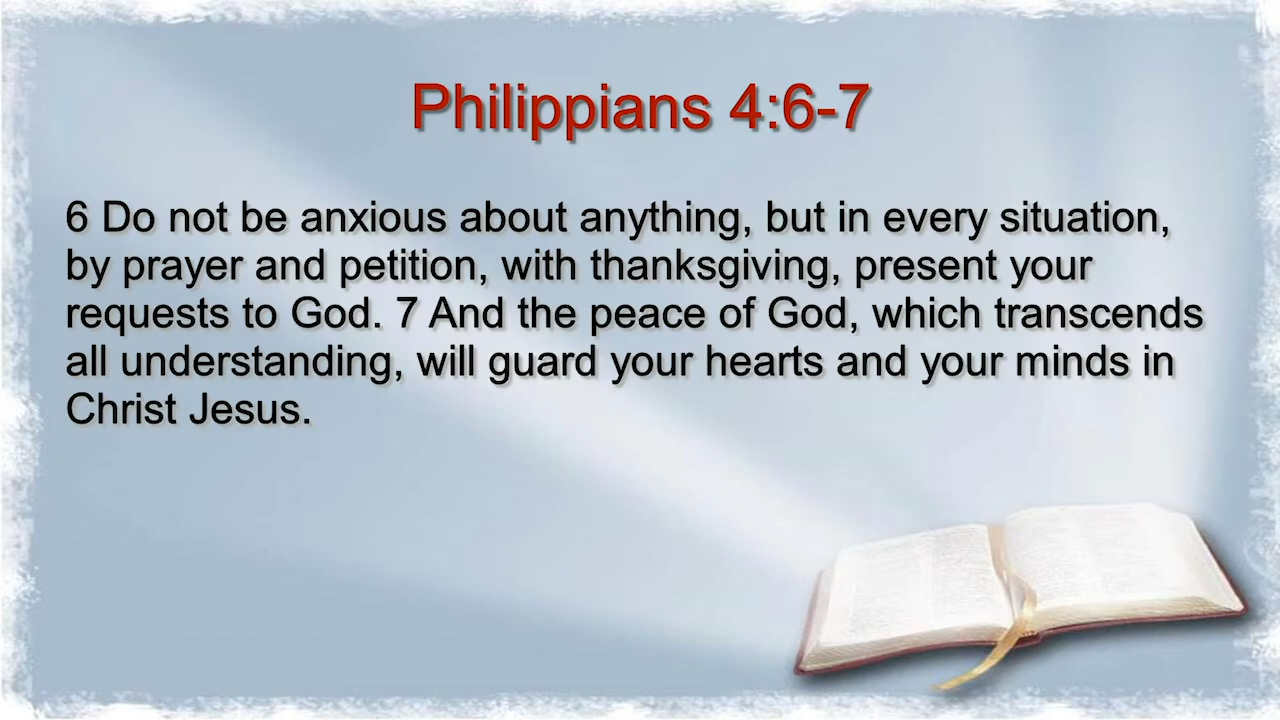 Philippians 4:6-7
6 Do not be anxious about anything, but in every situation,
by prayer and petition, with thanksgiving, present your
requests to God. 7 And the peace of God, which transcends
all understanding, will guard your hearts and your minds in
Christ Jesus.